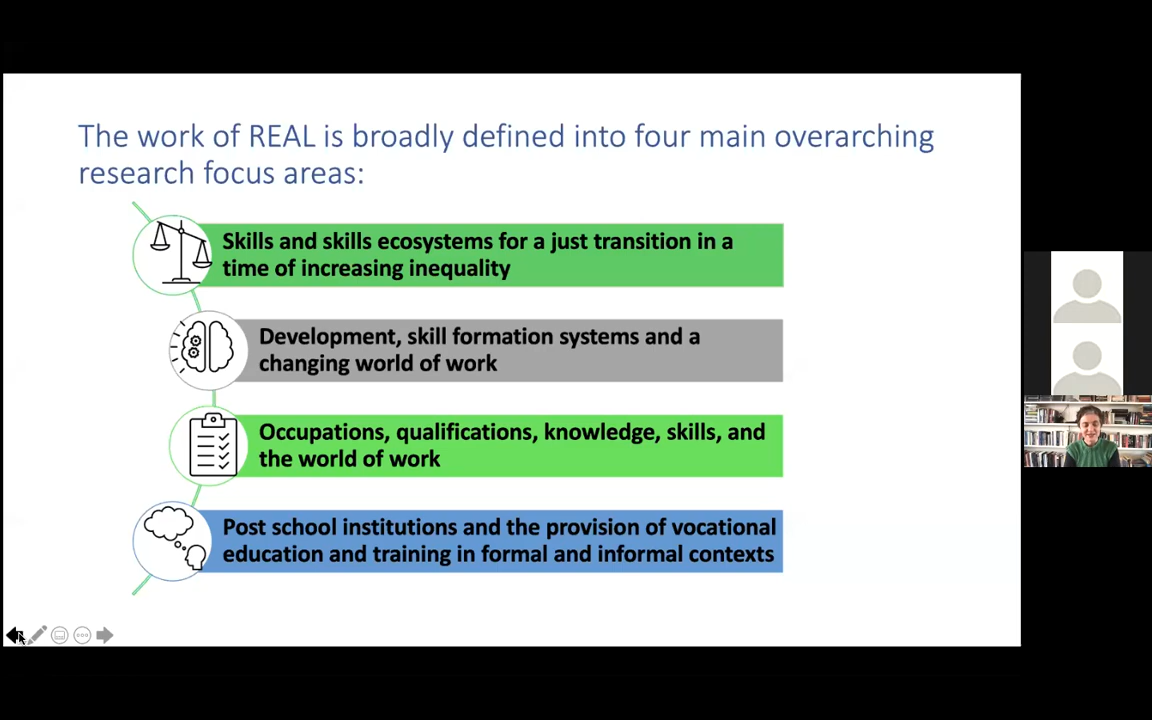 The work of REAL is broadly defined into four main overarching
research focus areas:
Skills and skills ecosystems for a just transition in a
time of increasing inequality
Development, skill formation systems and a
changing world of work
Occupations, qualifications, knowledge, skills, and
the world of work
Post school institutions and the provision of vocational
education and training in formal and informal contexts